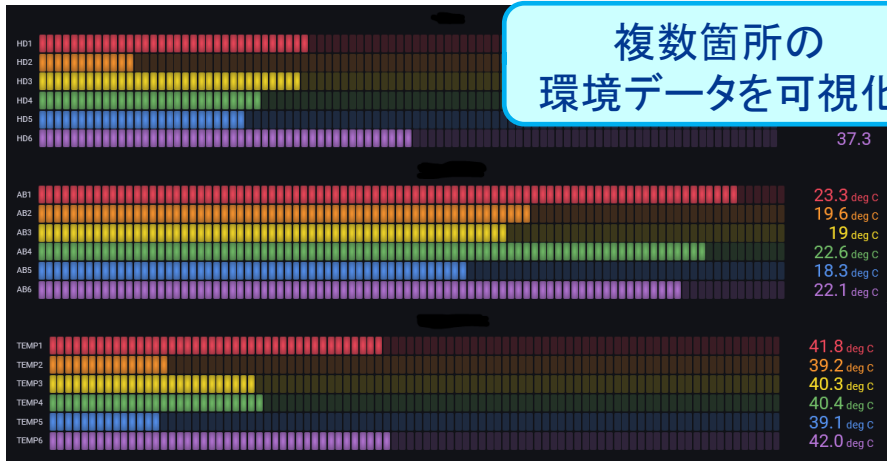 複数箇所の
環境データを可視化
HD1
HD2
HD3
HD4
HD5
HD6 37.3
AB1 23.3 deg C
AB2 19.6 deg C
AB3 19 deg C
AB4 22.6 deg C
AB5 18.3 deg C
AB6 22.1 deg C
TEMP1 41.8 deg C
TEMP2 39.2 deg C
TEMP3 40.3 deg C
TEMP4 40.4 deg C
TEMP5 39.1 deg C
TEMP6 42.0 deg C